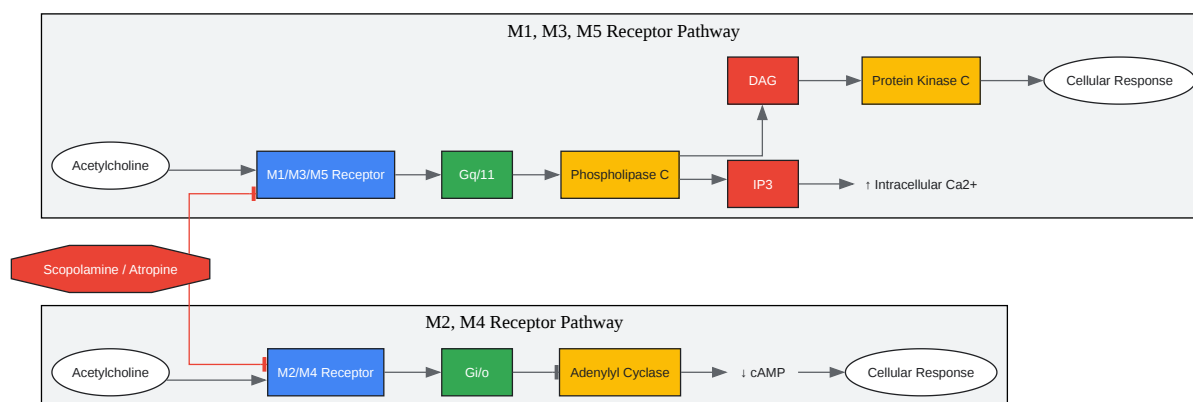 M1, M3, M5 Receptor Pathway
DAG
Protein Kinase C
Cellular Response
Acetylcholine
M1/M3/M5 Receptor
Gq/11
Phospholipase C
IP3
↑ Intracellular Ca2+
Scopolamine / Atropine
M2, M4 Receptor Pathway
Acetylcholine
M2/M4 Receptor
Gi/o
Adenylyl Cyclase
↓ cAMP
Cellular Response